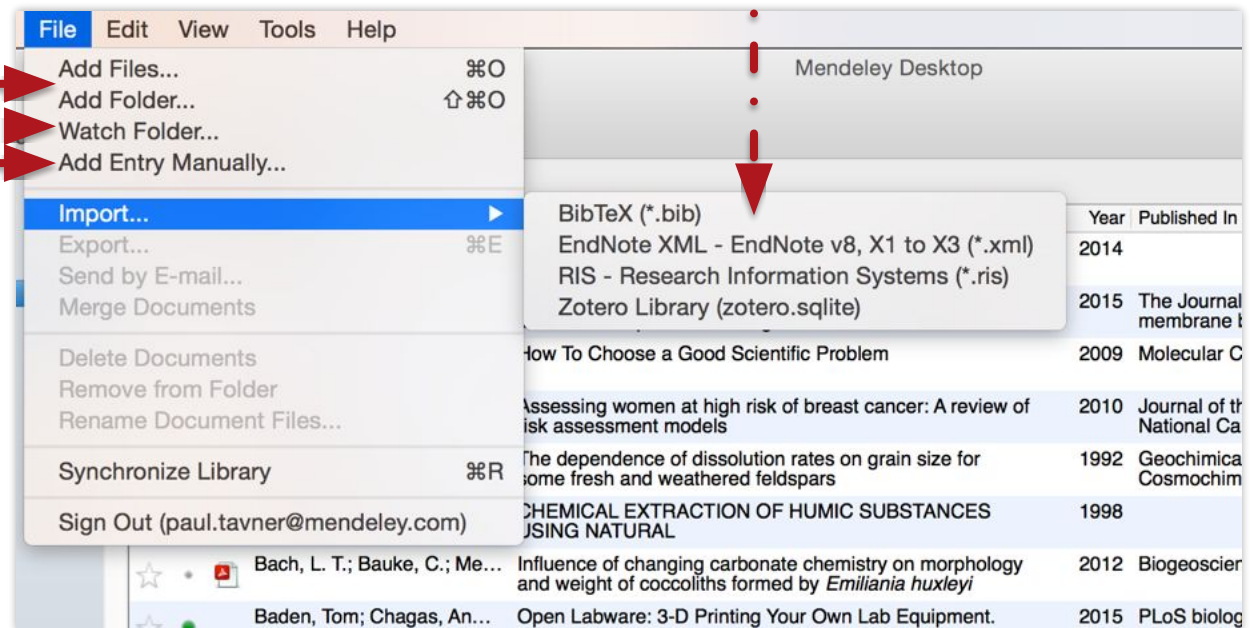 File Edit View Tools Help
Mendeley Desktop
Add Files... ⌘O
Add Folder... ⇧⌘O
Watch Folder...
Add Entry Manually...
Import...
Export... ⌘E
Send by E-mail...
Merge Documents
Delete Documents
Remove from Folder
Rename Document Files...
Synchronize Library ⌘R
Sign Out (paul.tavner@mendeley.com)
BibTeX (*.bib)
EndNote XML - EndNote v8, X1 to X3 (*.xml)
RIS - Research Information Systems (*.ris)
Zotero Library (zotero.sqlite)
Year Published In
2014
2015 The Journal
membrane
How To Choose a Good Scientific Problem 2009 Molecular
Assessing women at high risk of breast cancer: A review of 2010 Journal of
risk assessment models National
The dependence of dissolution rates on grain size for 1992 Geochimica
some fresh and weathered feldspars Cosmochim
CHEMICAL EXTRACTION OF HUMIC SUBSTANCES 1998
USING NATURAL
Bach, L. T.; Bauke, C.; Me... Influence of changing carbonate chemistry on morphology 2012 Biogeoscien
and weight of coccoliths formed by Emiliania huxleyi
Baden, Tom; Chagas, An... Open Labware: 3-D Printing Your Own Lab Equipment. 2015 PLoS biolog